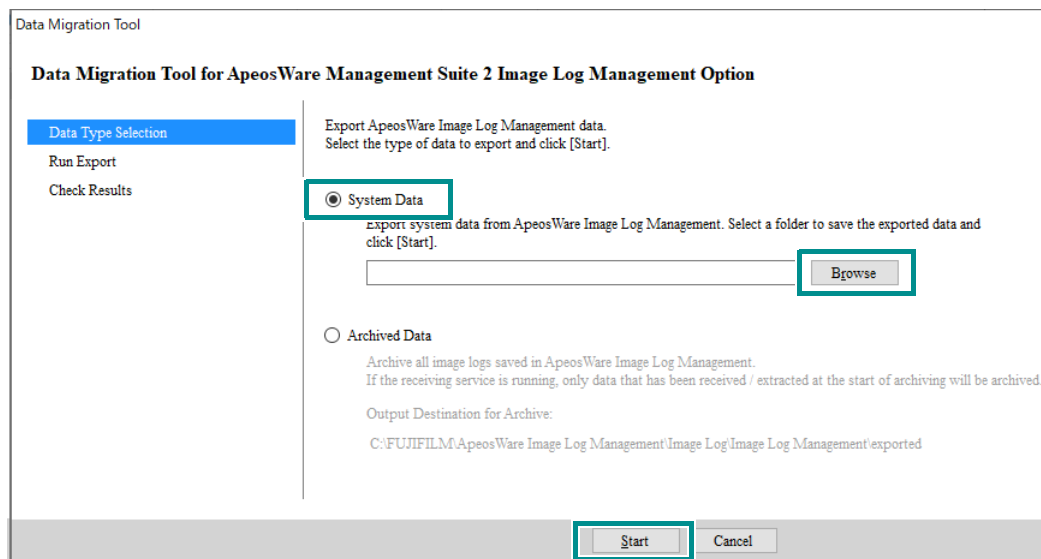 Data Migration Tool
Data Migration Tool for ApeosWare Management Suite 2 Image Log Management Option
Data Type Selection
Run Export
Check Results
Export ApeosWare Image Log Management data.
Select the type of data to export and click [Start].
System Data
Export system data from ApeosWare Image Log Management. Select a folder to save the exported data and
click [Start].
Browse
Archived Data
Archive all image logs saved in ApeosWare Image Log Management.
If the receiving service is running, only data that has been received / extracted at the start of archiving will be archived.
Output Destination for Archive:
C:\FUJIFILM\ApeosWare Image Log Management\Image Log\Image Log Management\exported
Start
Cancel